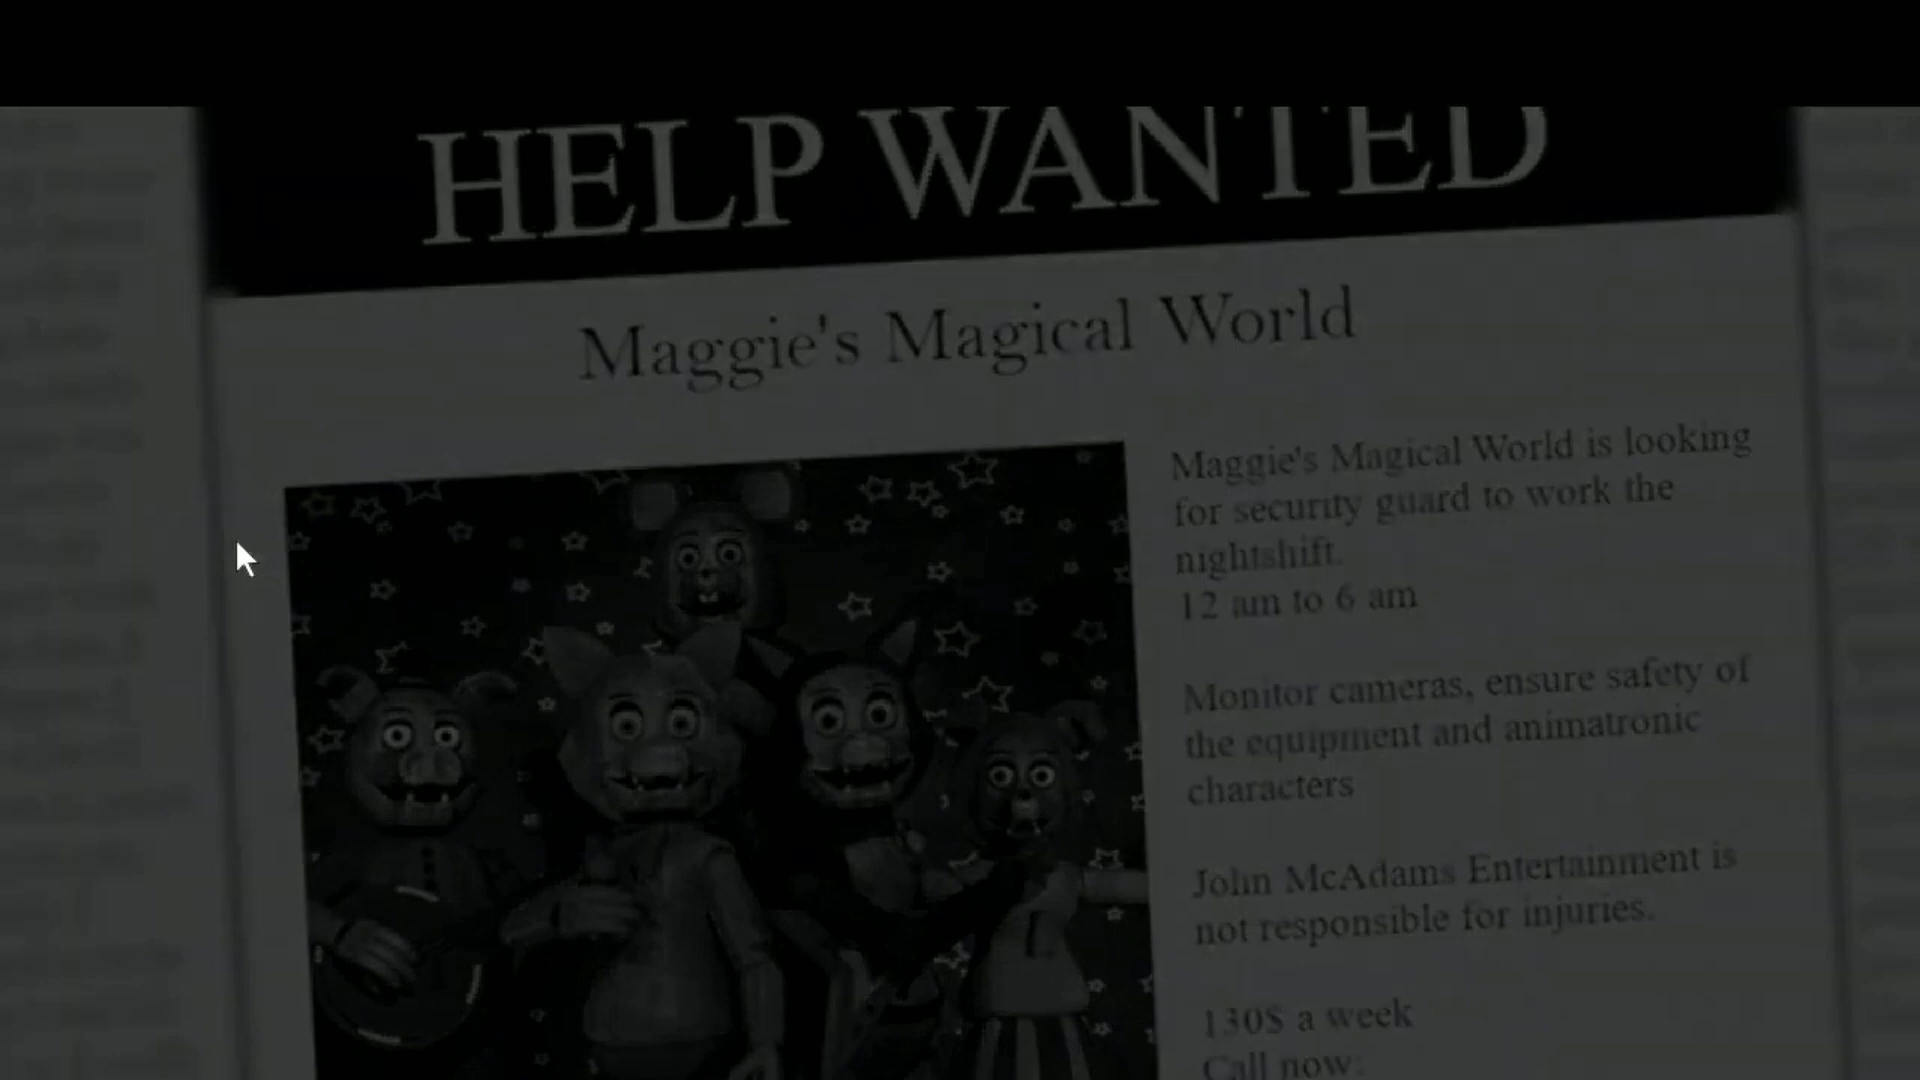 HELP WANTED
Maggie's Magical World
Maggie's Magical World is looking
for security guard to work the
nightshift.
12 am to 6 am
Monitor cameras, ensure safety of
the equipment and animatronic
characters
John McAdams Entertainment is
not responsible for injuries.
130$ a week
Call now: